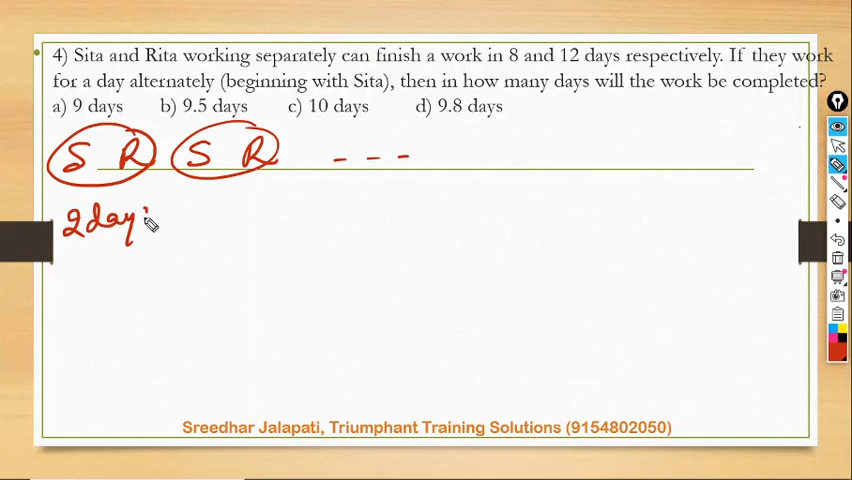 4) Sita and Rita working separately can finish a work in 8 and 12 days respectively. If they work
for a day alternately (beginning with Sita), then in how many days will the work be completed?
a) 9 days b) 9.5 days c) 10 days d) 9.8 days
S R S R - - -
2 day
Sreedhar Jalapati, Triumphant Training Solutions (9154802050)